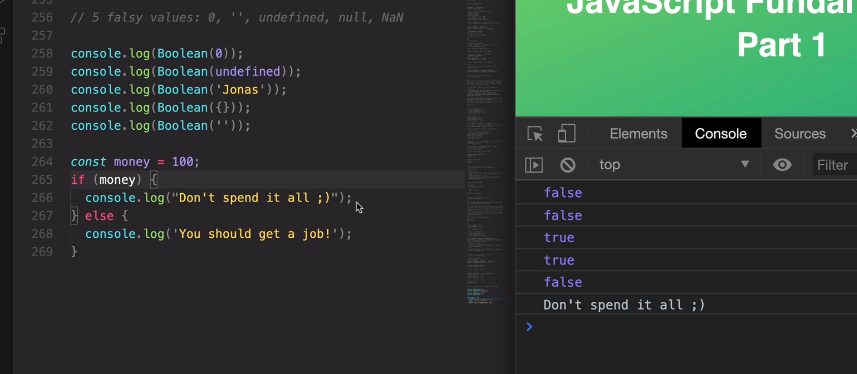 255
256 // 5 falsy values: 0, '', undefined, null, NaN
257
258 console.log(Boolean(0));
259 console.log(Boolean(undefined));
260 console.log(Boolean('Jonas'));
261 console.log(Boolean({}));
262 console.log(Boolean(''));
263
264 const money = 100;
265 if (money) {
266 console.log("Don't spend it all ;)");
267 } else {
268 console.log('You should get a job!');
269 }
JavaScript Fundam
Part 1
Elements Console Sources
top Filter
false
false
true
true
false
Don't spend it all ;)